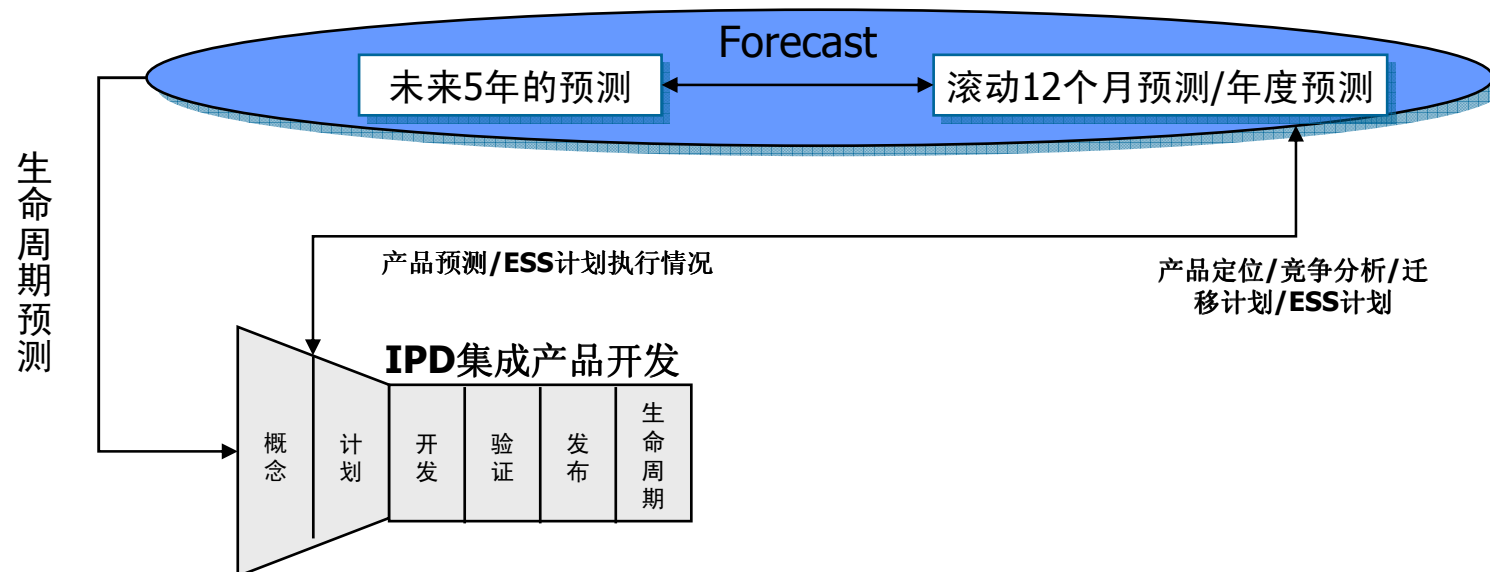 Forecast
未来5年的预测
滚动12个月预测/年度预测
生命周期预测
产品预测/ESS计划执行情况
产品定位/竞争分析/迁
移计划/ESS计划
IPD集成产品开发
概念
计划
开发
验证
发布
生命周期